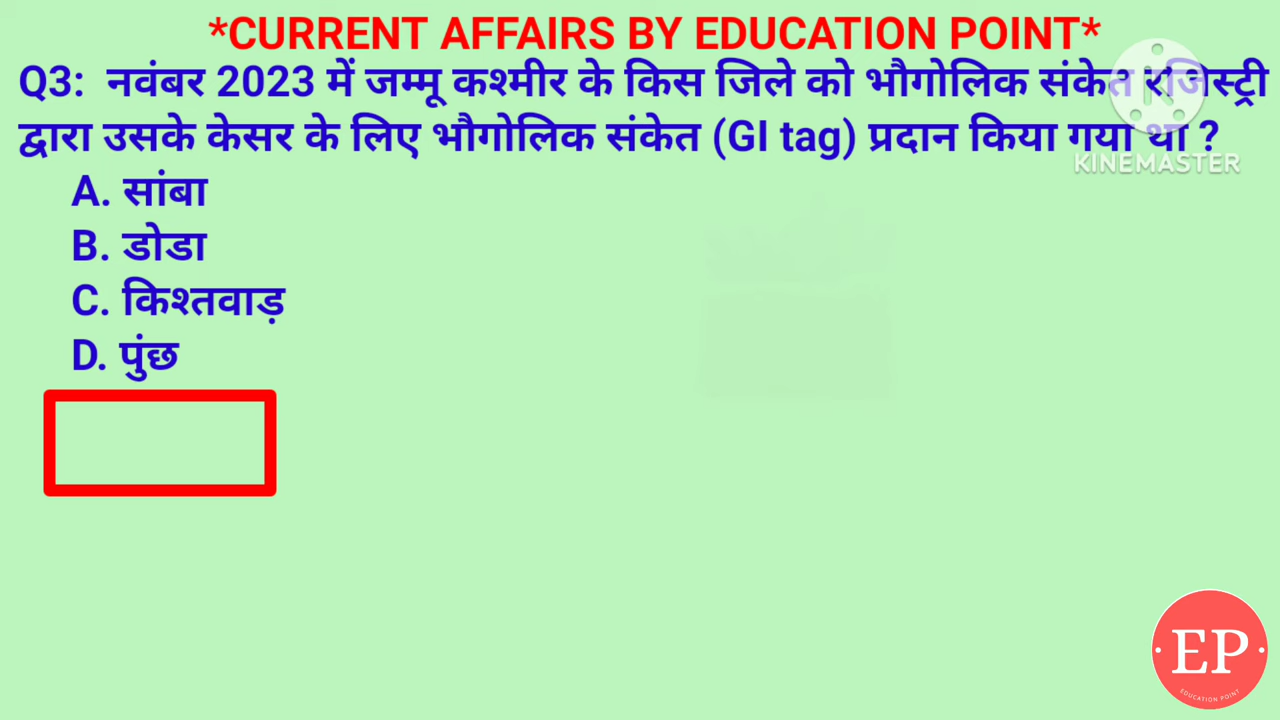 *CURRENT AFFAIRS BY EDUCATION POINT*
Q3: नवंबर 2023 में जम्मू कश्मीर के किस जिले को भौगोलिक संकेत रजिस्ट्री
द्वारा उसके केसर के लिए भौगोलिक संकेत (GI tag) प्रदान किया गया था ?
KINEMASTER
A. सांबा
B. डोडा
C. किश्तवाड़
D. पुंछ
EP
EDUCATION POINT